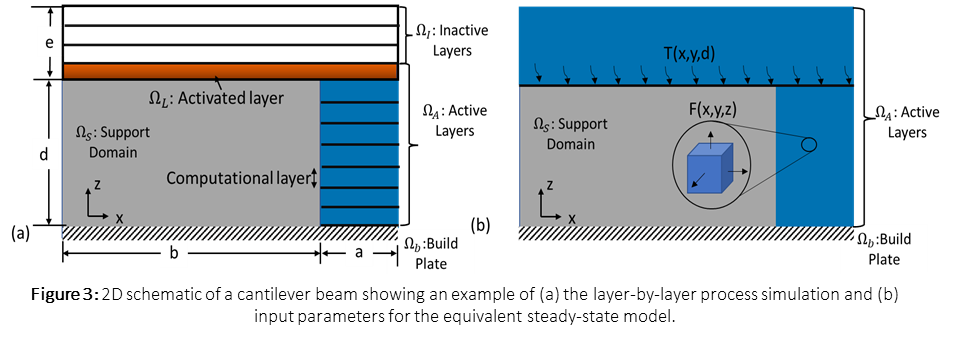 e
Ω_I: Inactive
Layers
Ω_L: Activated layer
Ω_A: Active
Layers
Ω_S: Support
Domain
d
Computational layer
z
x
(a)
b
a
Ω_b:Build
Plate
T(x,y,d)
F(x,y,z)
Ω_S: Support
Domain
Ω_A: Active
Layers
z
x
(b)
Ω_b:Build
Plate
Figure 3: 2D schematic of a cantilever beam showing an example of (a) the layer-by-layer process simulation and (b)
input parameters for the equivalent steady-state model.